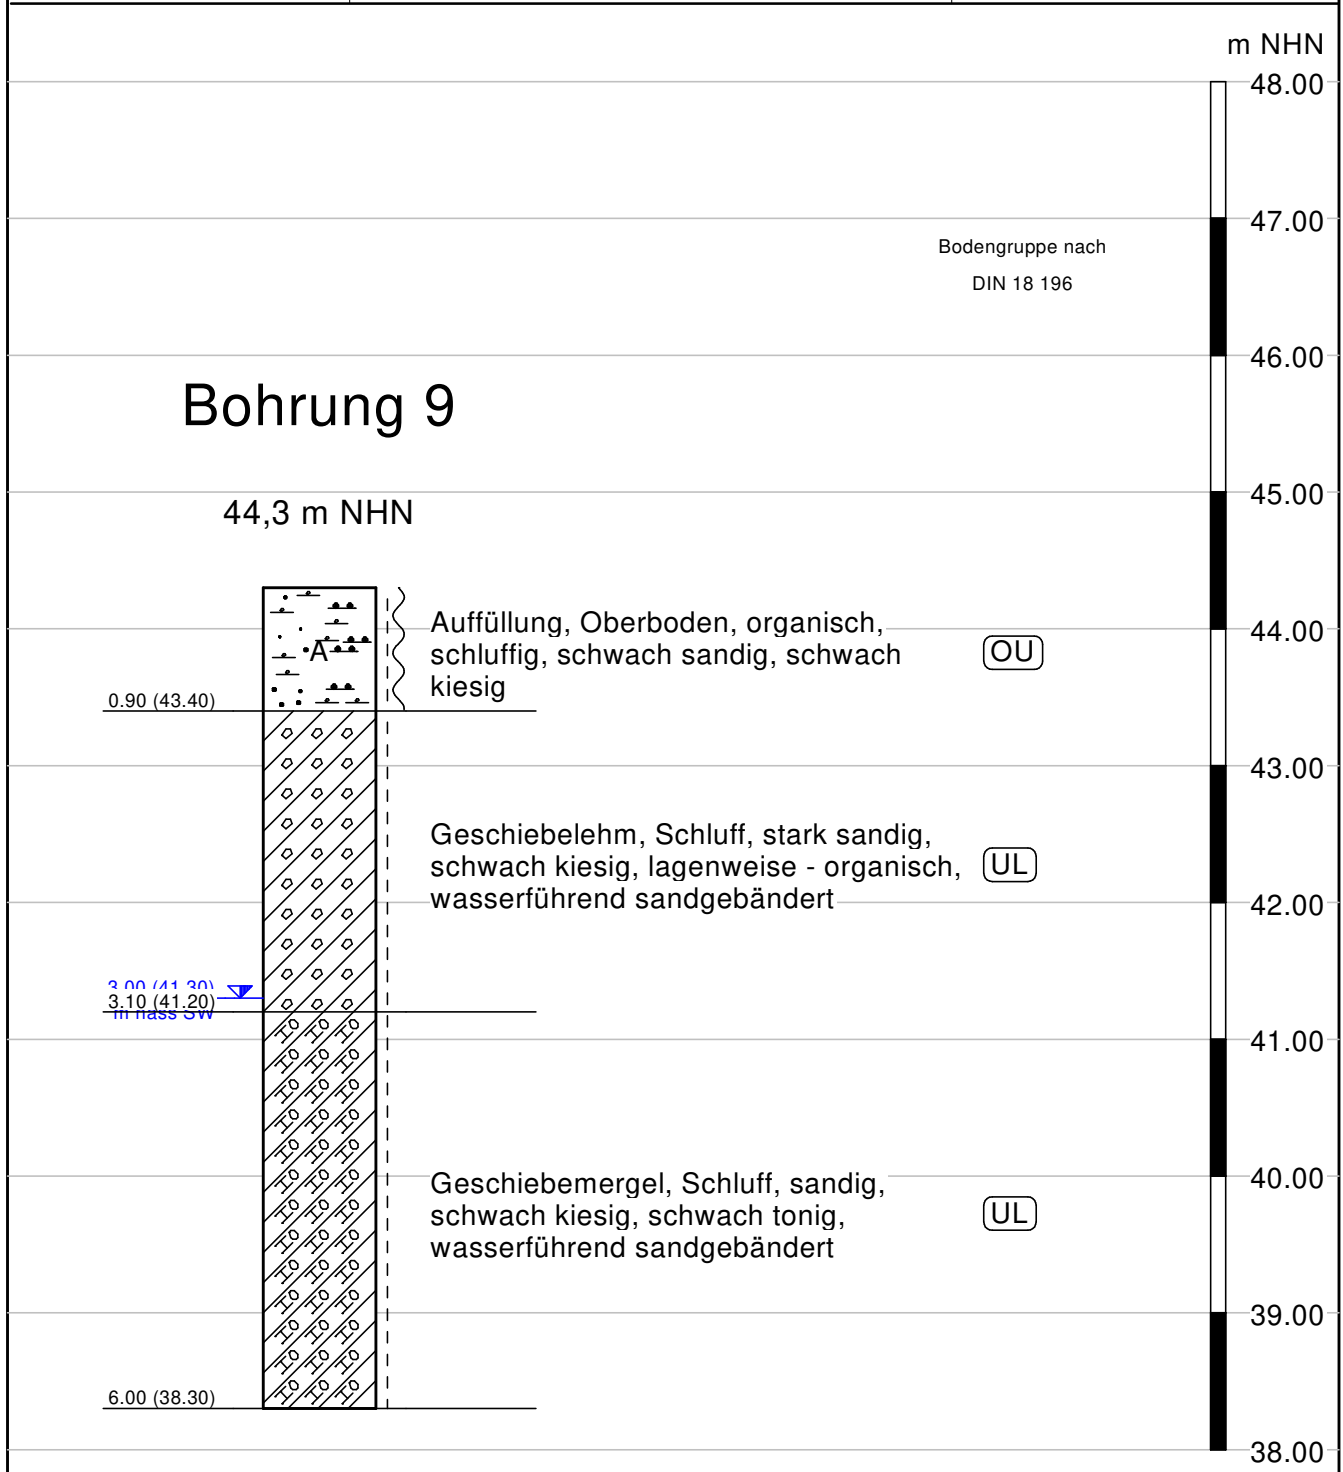 m NHN
48.00
47.00
Bodengruppe nach
DIN 18 196
46.00
Bohrung 9
45.00
44,3 m NHN
Auffüllung, Oberboden, organisch,
schluffig, schwach sandig, schwach
kiesig
OU
44.00
A
0.90 (43.40)
43.00
Geschiebelehm, Schluff, stark sandig,
schwach kiesig, lagenweise - organisch,
wasserführend sandgebändert
UL
42.00
3.00 (41.30)
3.10 (41.20)
m nass SW
41.00
Geschiebemergel, Schluff, sandig,
schwach kiesig, schwach tonig,
wasserführend sandgebändert
UL
40.00
39.00
6.00 (38.30)
38.00